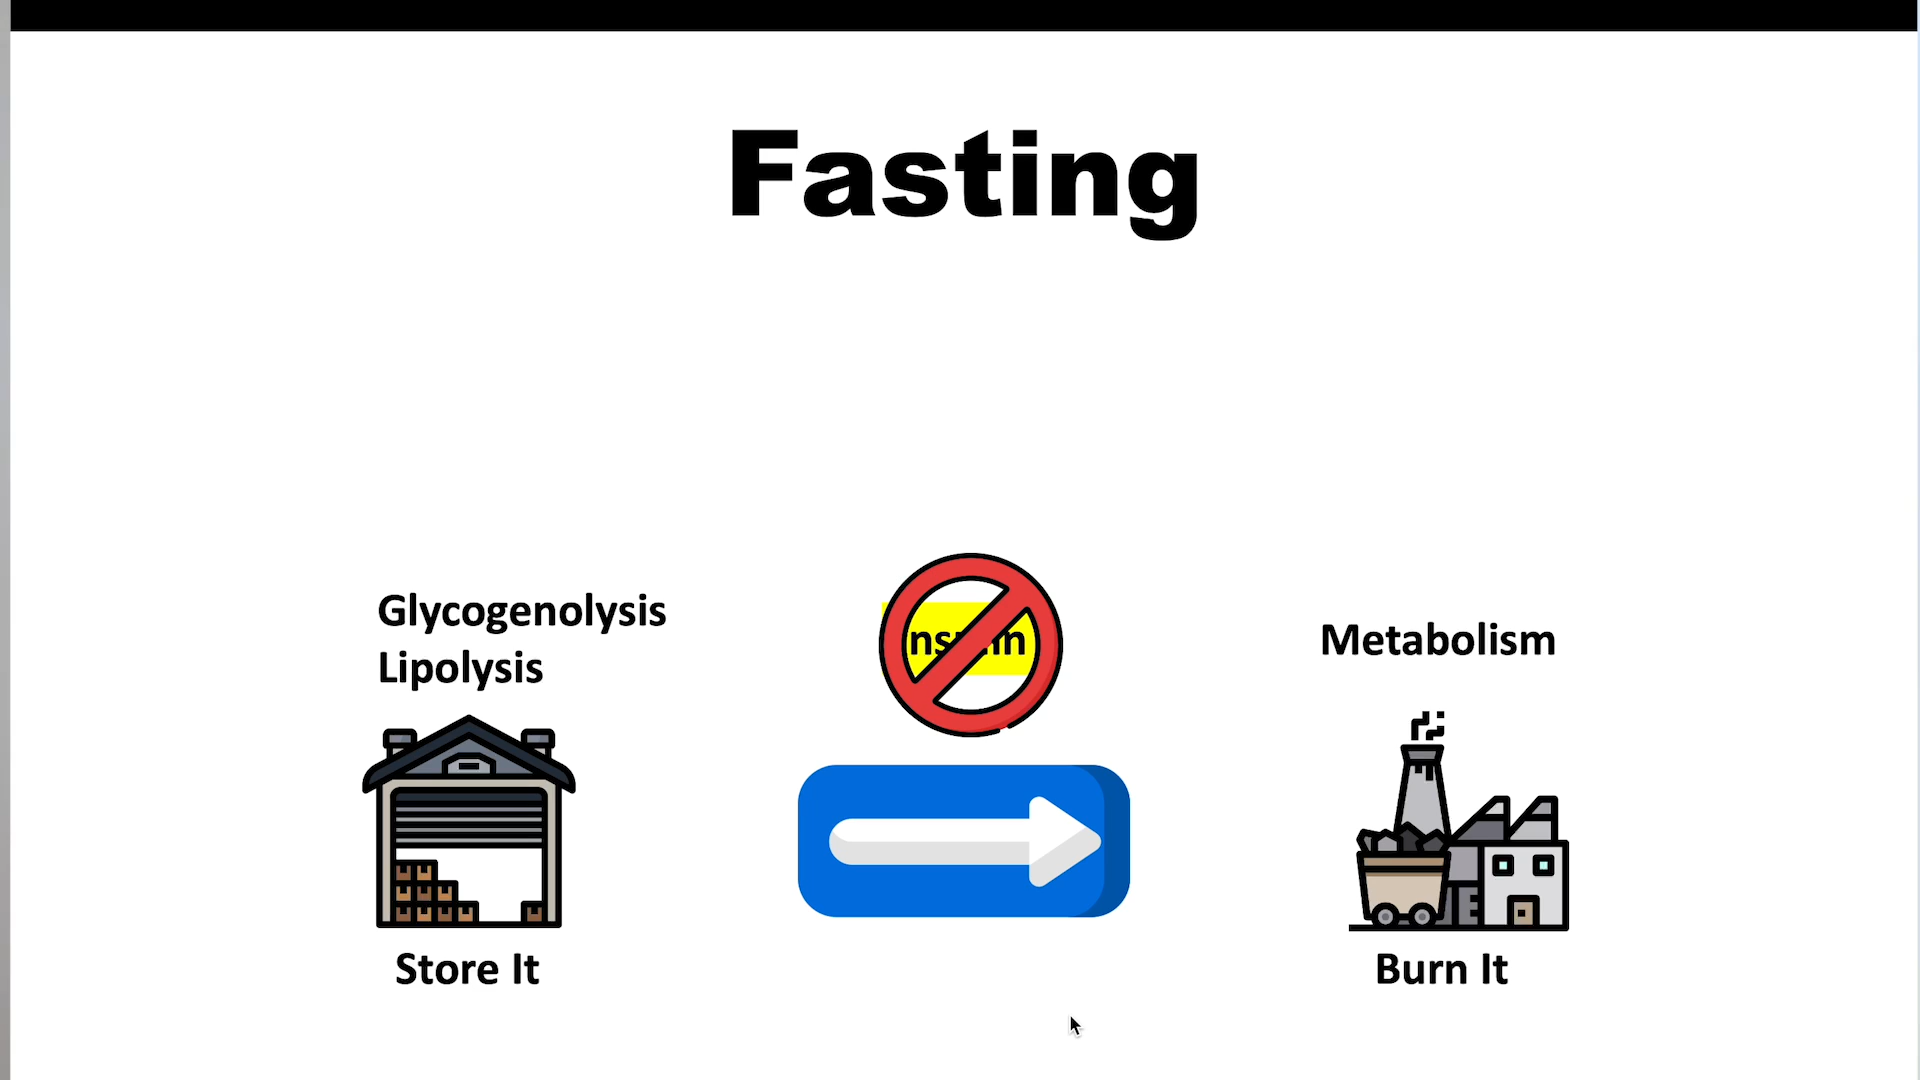 Fasting
Glycogenolysis
Lipolysis
Metabolism
Store It
Burn It